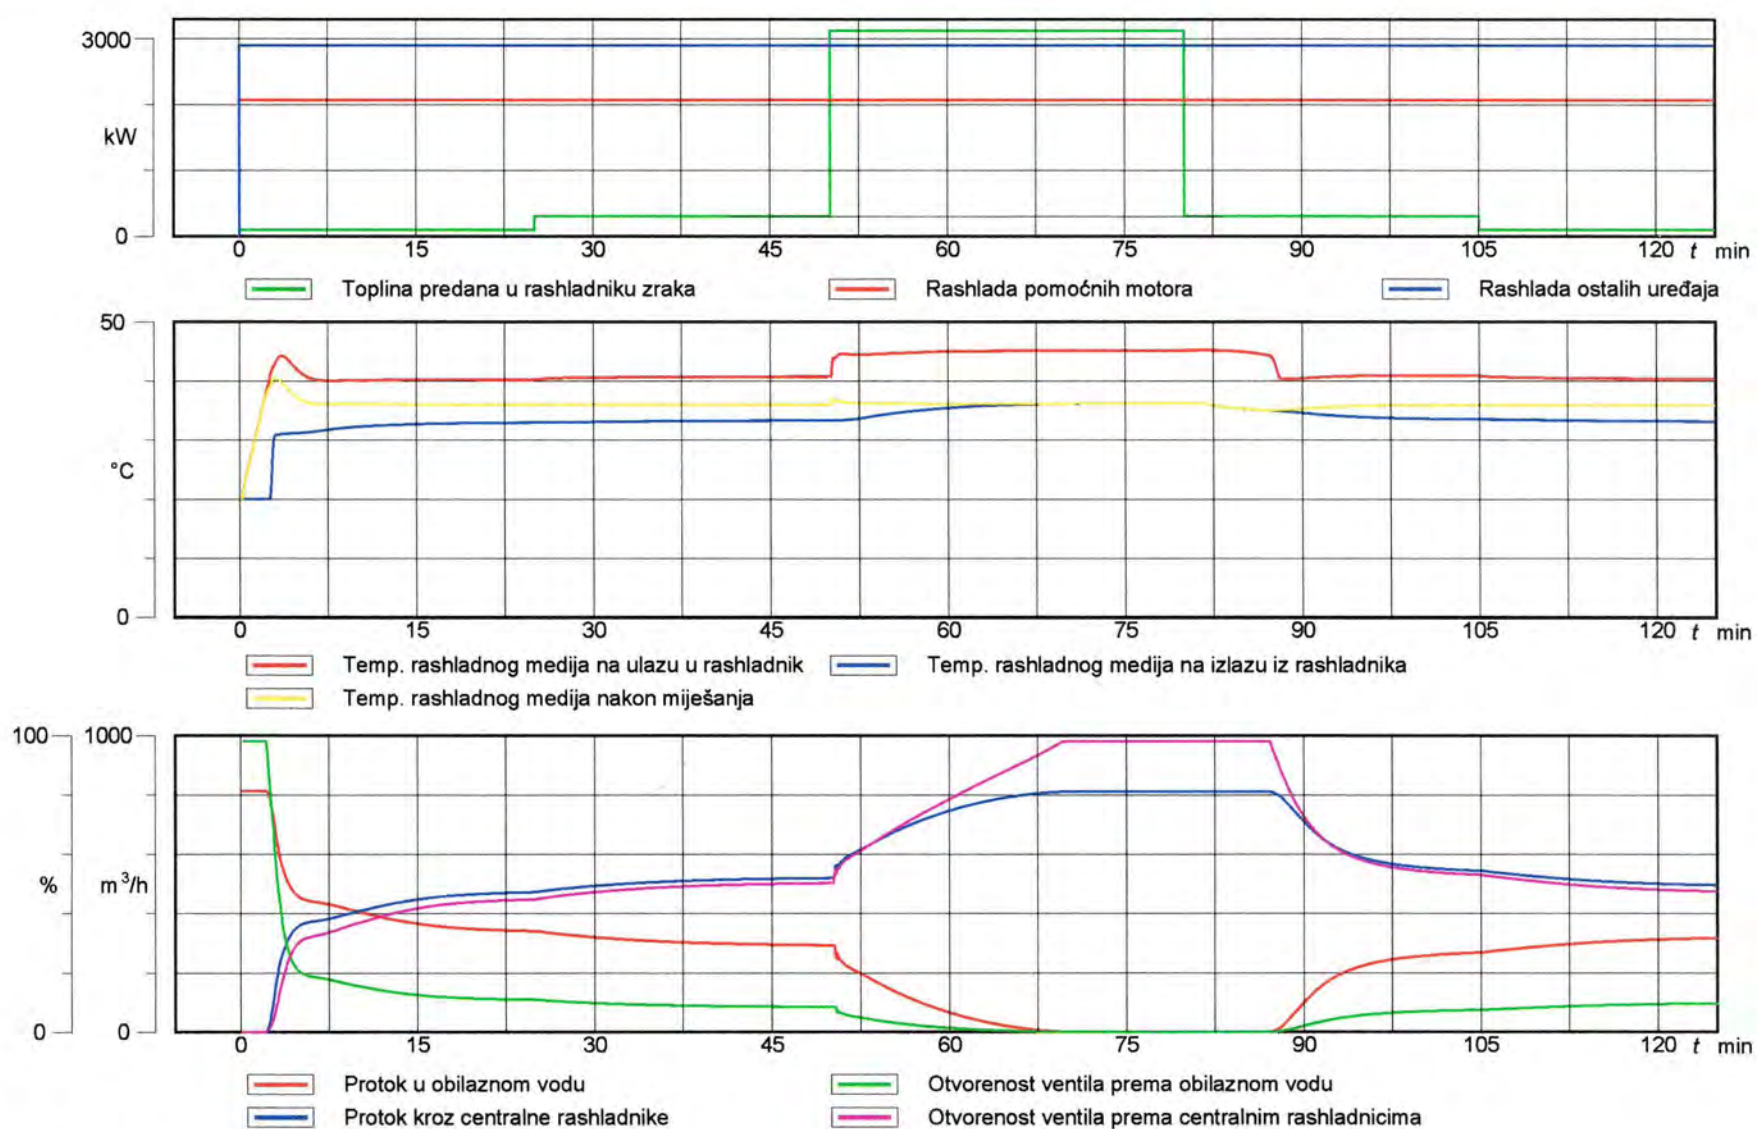 3000
kW
0
0 15 30 45 60 75 90 105 120 t min
Toplina predana u rashladniku zraka Rashlada pomoćnih motora Rashlada ostalih uređaja
50
°C
0
0 15 30 45 60 75 90 105 120 t min
Temp. rashladnog medija na ulazu u rashladnik Temp. rashladnog medija na izlazu iz rashladnika
Temp. rashladnog medija nakon miješanja
100 1000
% m³/h
0 0
0 15 30 45 60 75 90 105 120 t min
Protok u obilaznom vodu Otvorenost ventila prema obilaznom vodu
Protok kroz centralne rashladnike Otvorenost ventila prema centralnim rashladnicima